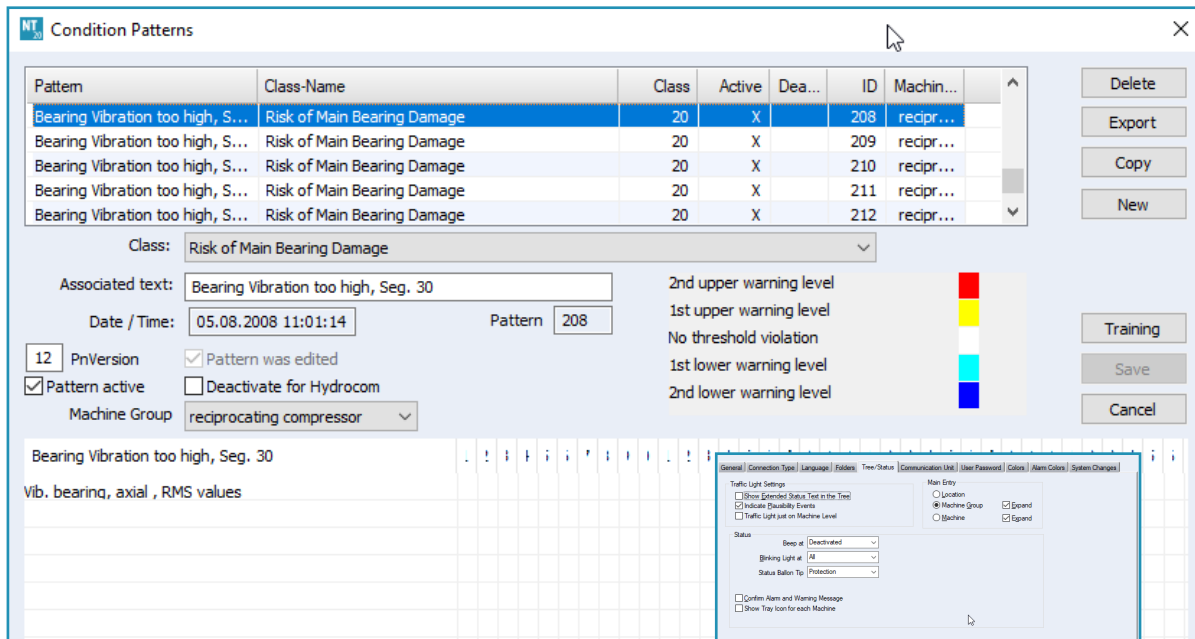 NT 20 Condition Patterns
Pattern Class-Name Class Active Dea... ID Machin...
Bearing Vibration too high, S... Risk of Main Bearing Damage 20 X 208 recipr...
Bearing Vibration too high, S... Risk of Main Bearing Damage 20 X 209 recipr...
Bearing Vibration too high, S... Risk of Main Bearing Damage 20 X 210 recipr...
Bearing Vibration too high, S... Risk of Main Bearing Damage 20 X 211 recipr...
Bearing Vibration too high, S... Risk of Main Bearing Damage 20 X 212 recipr...
Delete
Export
Copy
New
Class: Risk of Main Bearing Damage
Associated text: Bearing Vibration too high, Seg. 30
Date / Time: 05.08.2008 11:01:14 Pattern 208
12 PnVersion Pattern was edited
Pattern active Deactivate for Hydrocom
Machine Group reciprocating compressor
2nd upper warning level
1st upper warning level
No threshold violation
1st lower warning level
2nd lower warning level
Training
Save
Cancel
Bearing Vibration too high, Seg. 30
Vib. bearing, axial , RMS values
General Connection Type Language Folders Tree/Status Communication Unit User Password Colors Alarm Colors System Changes
Traffic Light Settings
Show Extended Status Text in the Tree
Indicate Plausibility Events
Traffic Light just on Machine Level
Main Entry
Location
Machine Group Expand
Machine Expand
Status
Beep at Deactivated
Blinking Light at All
Status Ballon Tip Protection
Confirm Alarm and Warning Message
Show Tray Icon for each Machine